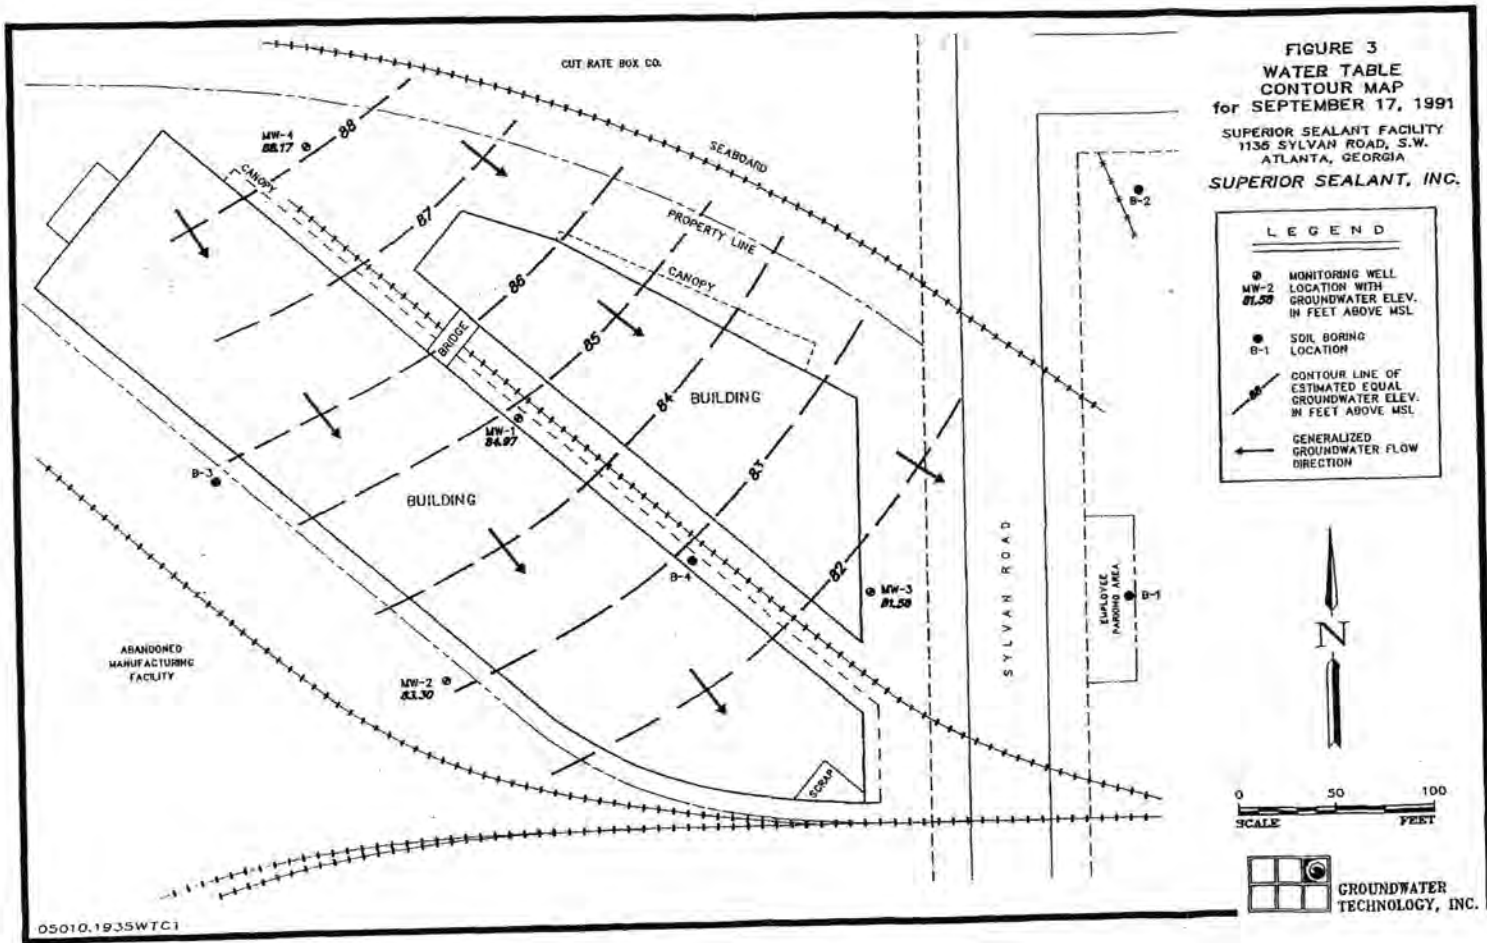 FIGURE 3
WATER TABLE
CONTOUR MAP
for SEPTEMBER 17, 1991
SUPERIOR SEALANT FACILITY
1135 SYLVAN ROAD, S.W.
ATLANTA, GEORGIA
SUPERIOR SEALANT, INC.
LEGEND
MONITORING WELL
MW-2 LOCATION WITH
81.58 GROUNDWATER ELEV.
IN FEET ABOVE MSL
SOIL BORING
B-1 LOCATION
CONTOUR LINE OF
ESTIMATED EQUAL
88 GROUNDWATER ELEV.
IN FEET ABOVE MSL
GENERALIZED
GROUNDWATER FLOW
DIRECTION
N
0 50 100
SCALE FEET
GROUNDWATER
TECHNOLOGY, INC.
CUT RATE BOX CO.
SEABOARD
PROPERTY LINE
CANOPY
MW-4
88.17
88
CANOPY
87
86
BRIDGE
85
84
BUILDING
83
82
MW-1
84.97
BUILDING
B-3
B-4
MW-3
81.58
MW-2
83.30
ABANDONED
MANUFACTURING
FACILITY
SCRAP
SYLVAN ROAD
EMPLOYEE
PARKING AREA
B-1
B-2
05010.1935WTC1